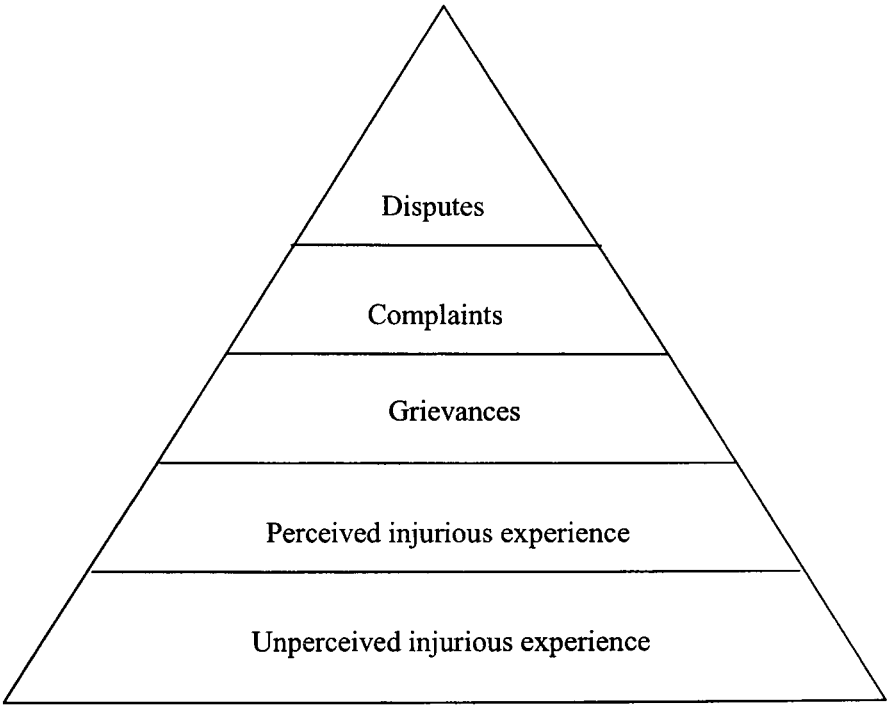 Disputes
Complaints
Grievances
Perceived injurious experience
Unperceived injurious experience